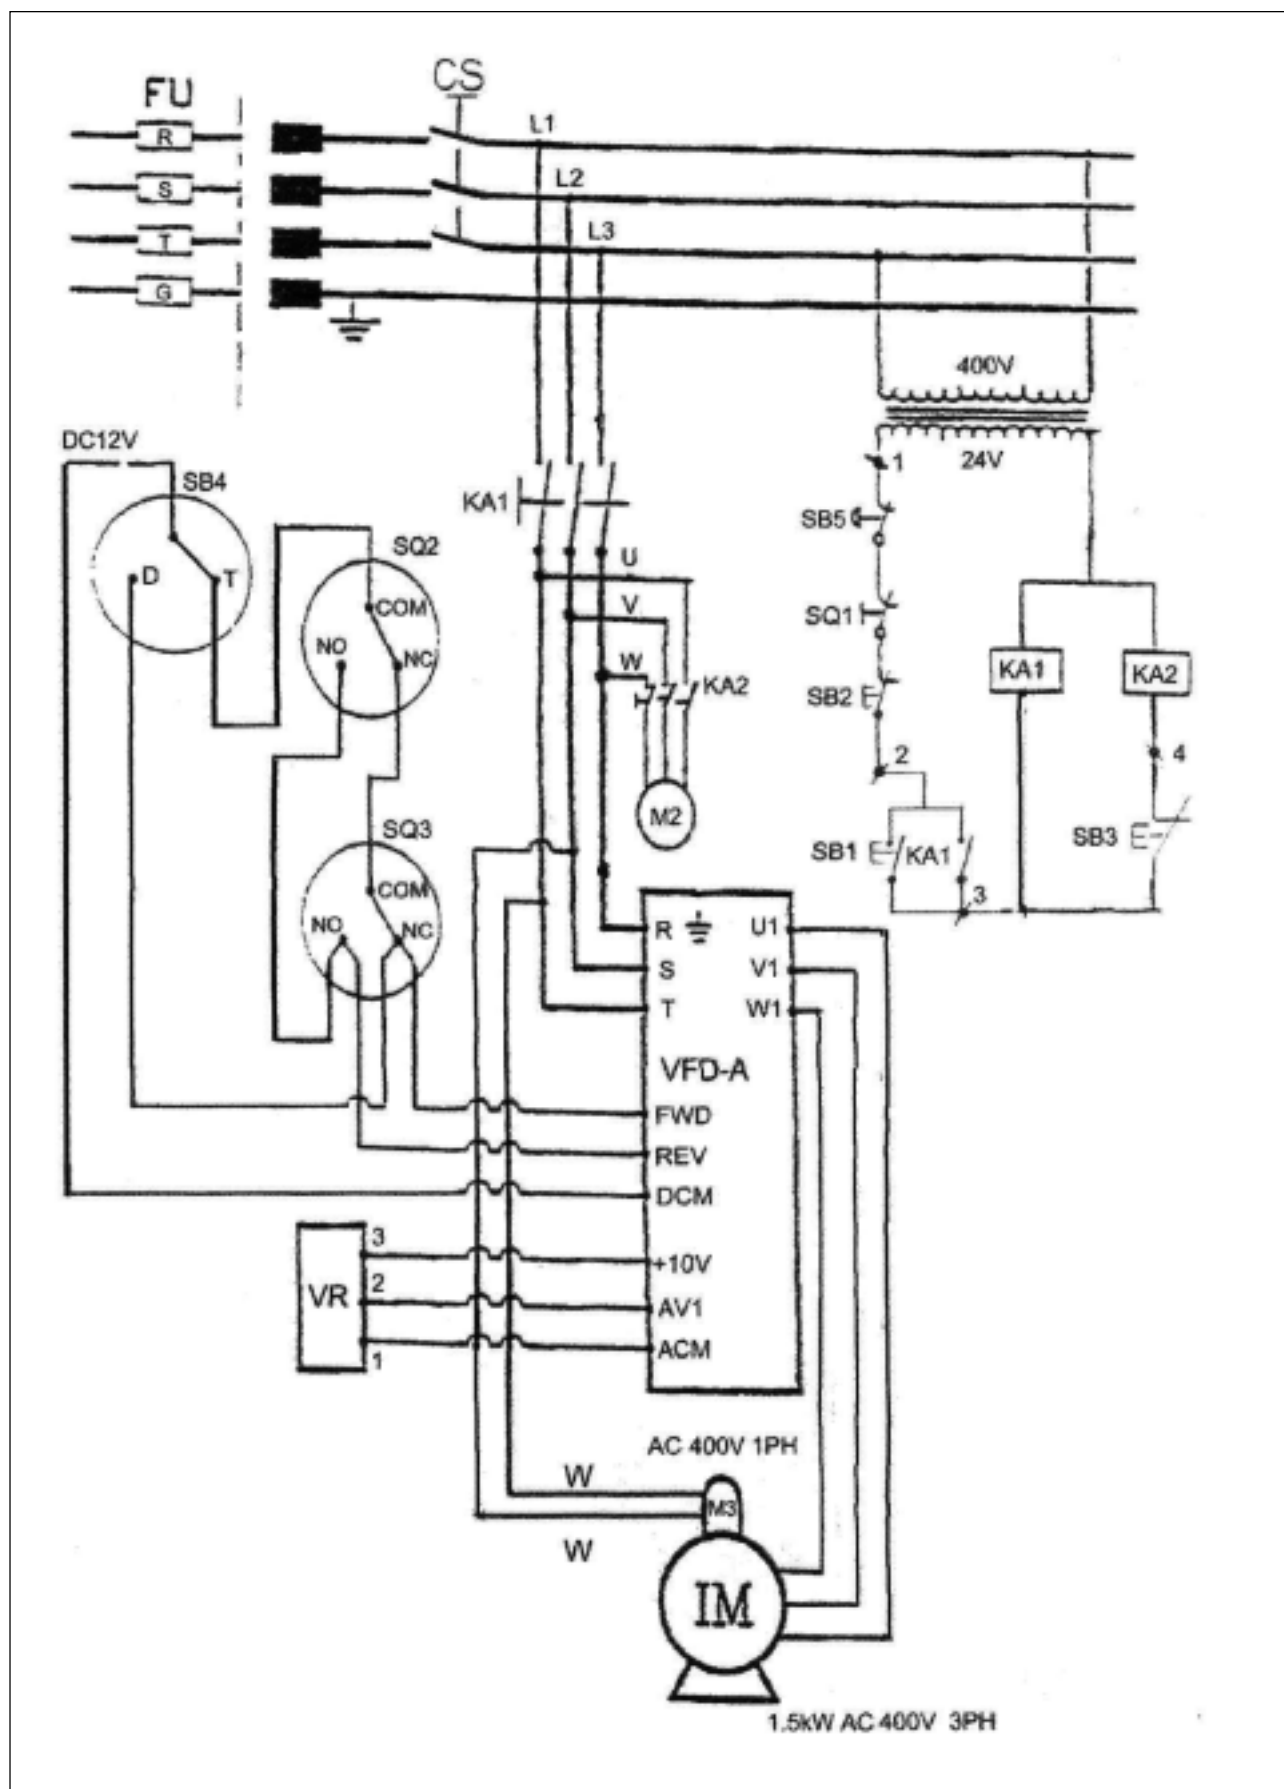 FU
CS
R
L1
S
L2
T
L3
G
400V
DC12V
24V
1
SB4
KA1
SB5
SQ2
U
D
T
COM
V
SQ1
NO
NC
W
KA2
KA1
KA2
SB2
2
4
M2
SQ3
SB1
KA1
SB3
COM
3
NO
NC
R
U1
S
V1
T
W1
VFD-A
FWD
REV
DCM
3
+10V
VR
2
AV1
1
ACM
AC 400V 1PH
W
M3
W
IM
1.5kW AC 400V 3PH